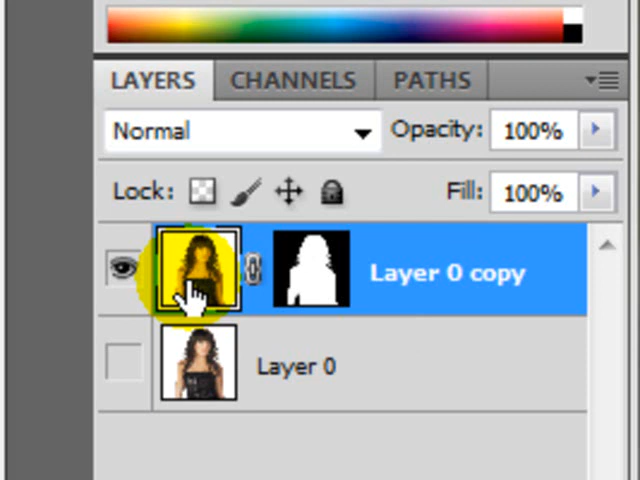 LAYERS CHANNELS PATHS
Normal Opacity: 100%
Lock: Fill: 100%
Layer 0 copy
Layer 0